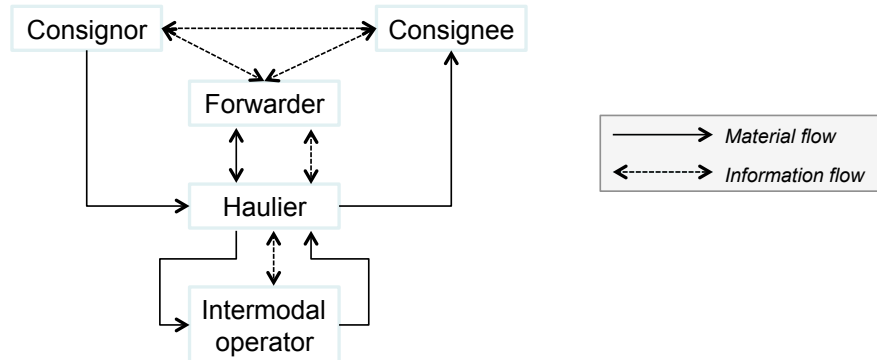 Consignor
Consignee
Forwarder
Material flow
Information flow
Haulier
Intermodal
operator